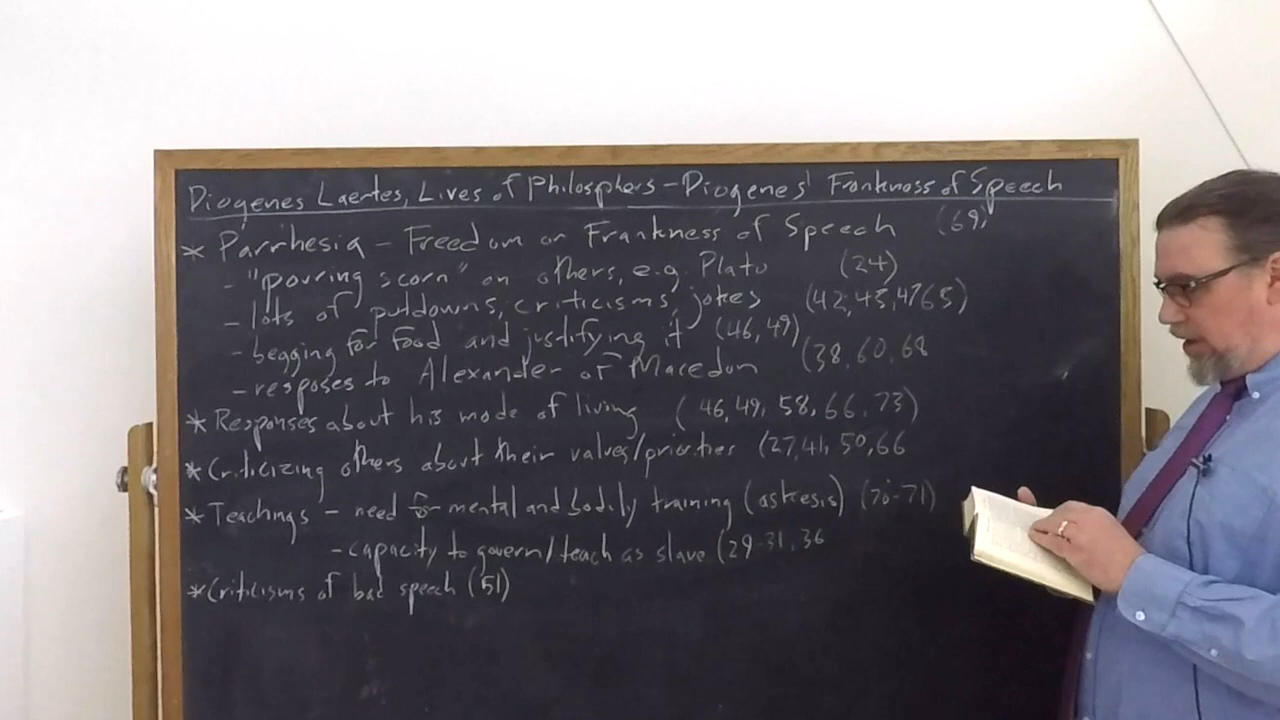 Diogenes Laertes, Lives of Philosphers - Diogenes' Frankness of Speech
* Parrhesia - Freedom or Frankness of Speech (69)
- "pouring scorn" on others, e.g. Plato (24)
- lots of putdowns, criticisms, jokes (42, 45, 47 65)
- begging for food and justifying it (46, 49)
- resposes to Alexander of Macedon (38, 60, 68
* Responses about his mode of living (46, 49, 58, 66, 73)
* Criticizing others about their values/priorities (27, 41, 50, 66
* Teachings - need for mental and bodily training (askesis) (70-71)
- capacity to govern/teach as slave (29-31, 36
* Criticisms of bad speech (51)